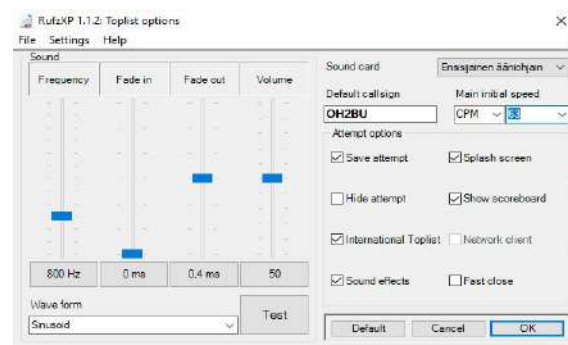 RufzXP 1.1.2: Toplist options
File Settings Help
Sound
Frequency Fade in Fade out Volume
800 Hz 0 ms 0,4 ms 50
Wave form
Sinusoid
Test
Sound card Ensisijainen ääniohjain
Default callsign Main initial speed
OH2BU CPM 63
Attempt options
Save attempt Splash screen
Hide attempt Show scoreboard
International Toplist Network client
Sound effects Fast close
Default Cancel OK